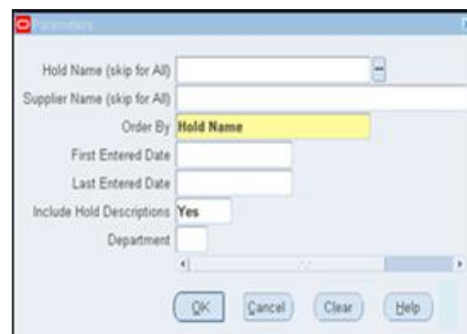 Parameters
Hold Name (skip for All)
Supplier Name (skip for All)
Order By Hold Name
First Entered Date
Last Entered Date
Include Hold Descriptions Yes
Department
OK Cancel Clear Help